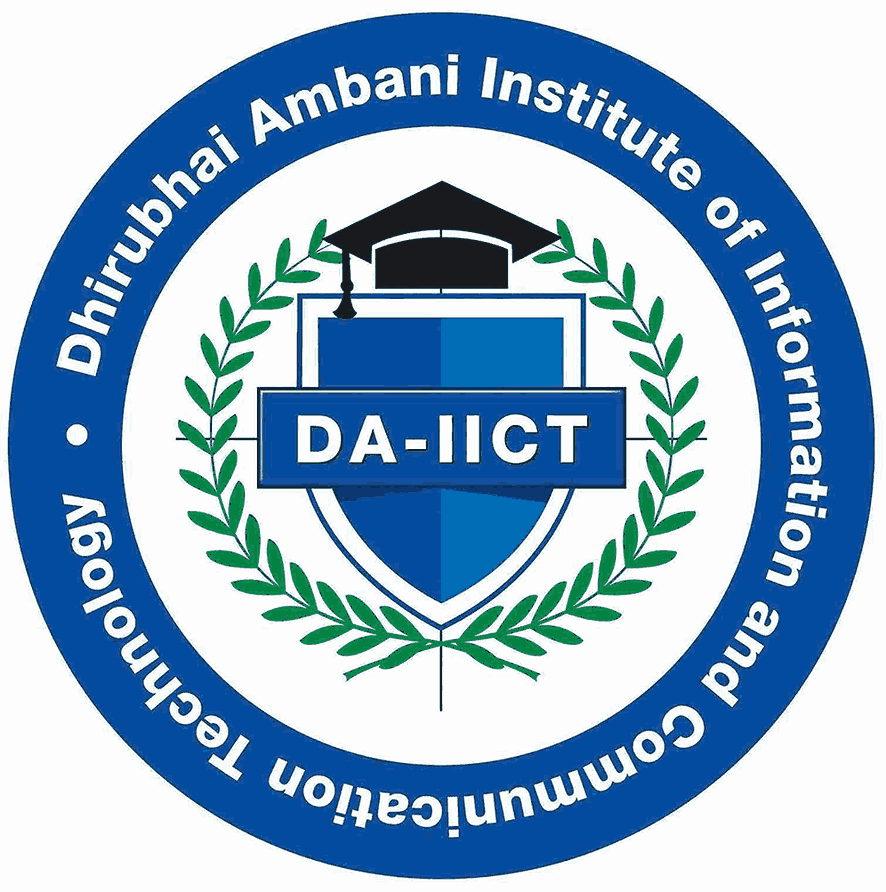 Dhirubhai Ambani Institute of Information and Communication Technology •
DA-IICT